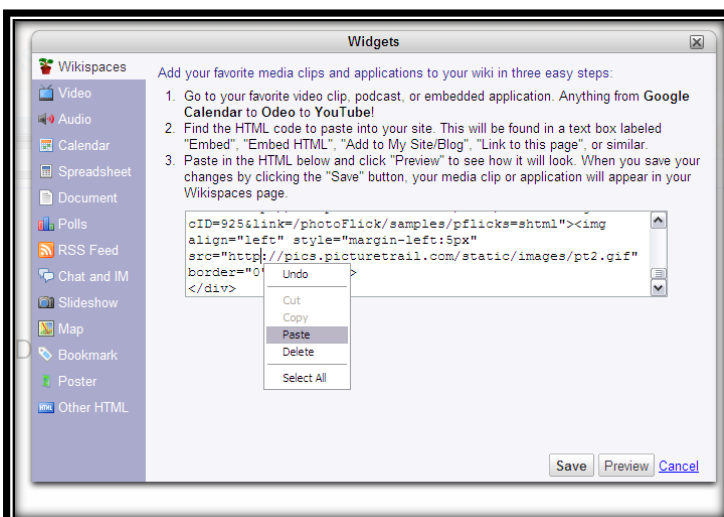 Widgets
Wikispaces
Video
Audio
Calendar
Spreadsheet
Document
Polls
RSS Feed
Chat and IM
Slideshow
Map
Bookmark
Poster
HTML Other HTML
Add your favorite media clips and applications to your wiki in three easy steps:
1. Go to your favorite video clip, podcast, or embedded application. Anything from Google
Calendar to Odeo to YouTube!
2. Find the HTML code to paste into your site. This will be found in a text box labeled
"Embed", "Embed HTML", "Add to My Site/Blog", "Link to this page", or similar.
3. Paste in the HTML below and click "Preview" to see how it will look. When you save your
changes by clicking the "Save" button, your media clip or application will appear in your
Wikispaces page.
cID=925&link=/photoFlick/samples/pflicks=shtml"><img
align="left" style="margin-left:5px"
src="http://pics.picturetrail.com/static/images/pt2.gif"
border="0" >
</div>
Undo
Cut
Copy
Paste
Delete
Select All
Save Preview Cancel